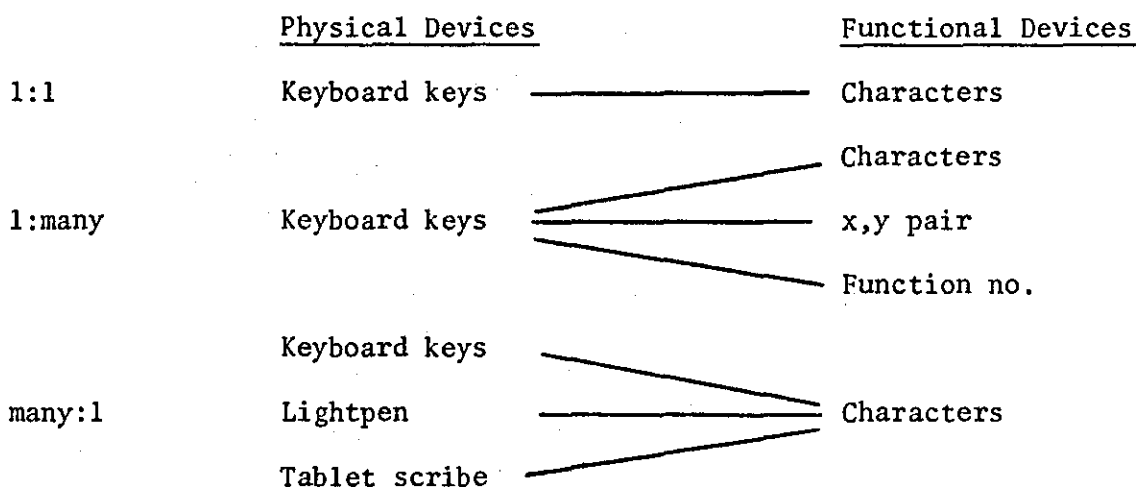 Physical Devices Functional Devices
1:1 Keyboard keys Characters
Characters
1:many Keyboard keys x,y pair
Function no.
Keyboard keys
many:1 Lightpen Characters
Tablet scribe